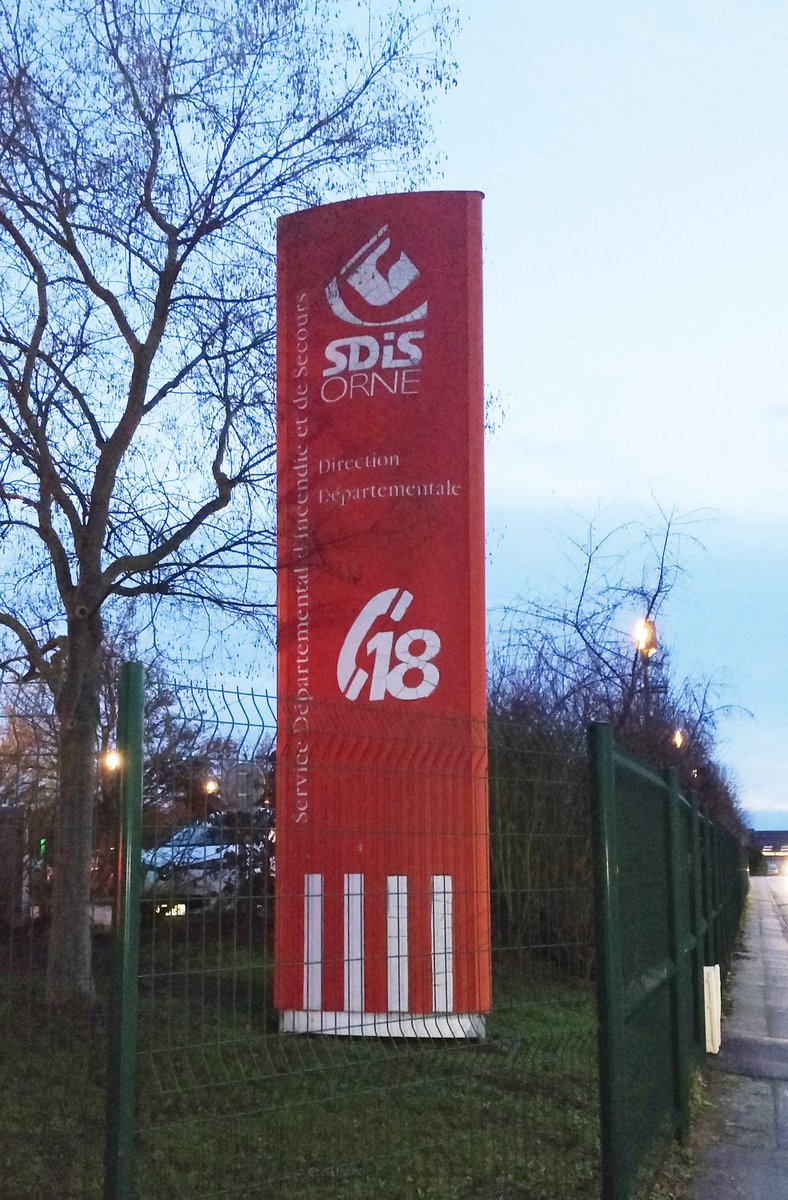 SDiS
ORNE
Service Départemental d'Incendie et de Secours
Direction
Départementale
18